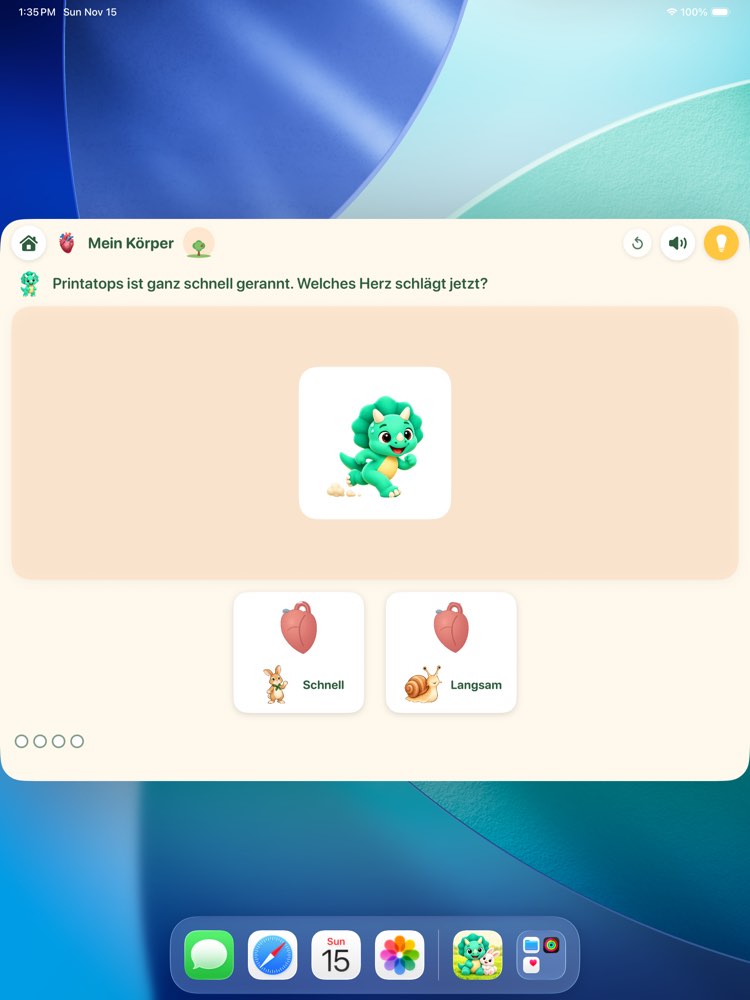 1:35 PM Sun Nov 15
100%
Mein Körper
Printatops ist ganz schnell gerannt. Welches Herz schlägt jetzt?
Schnell
Langsam
Sun
15